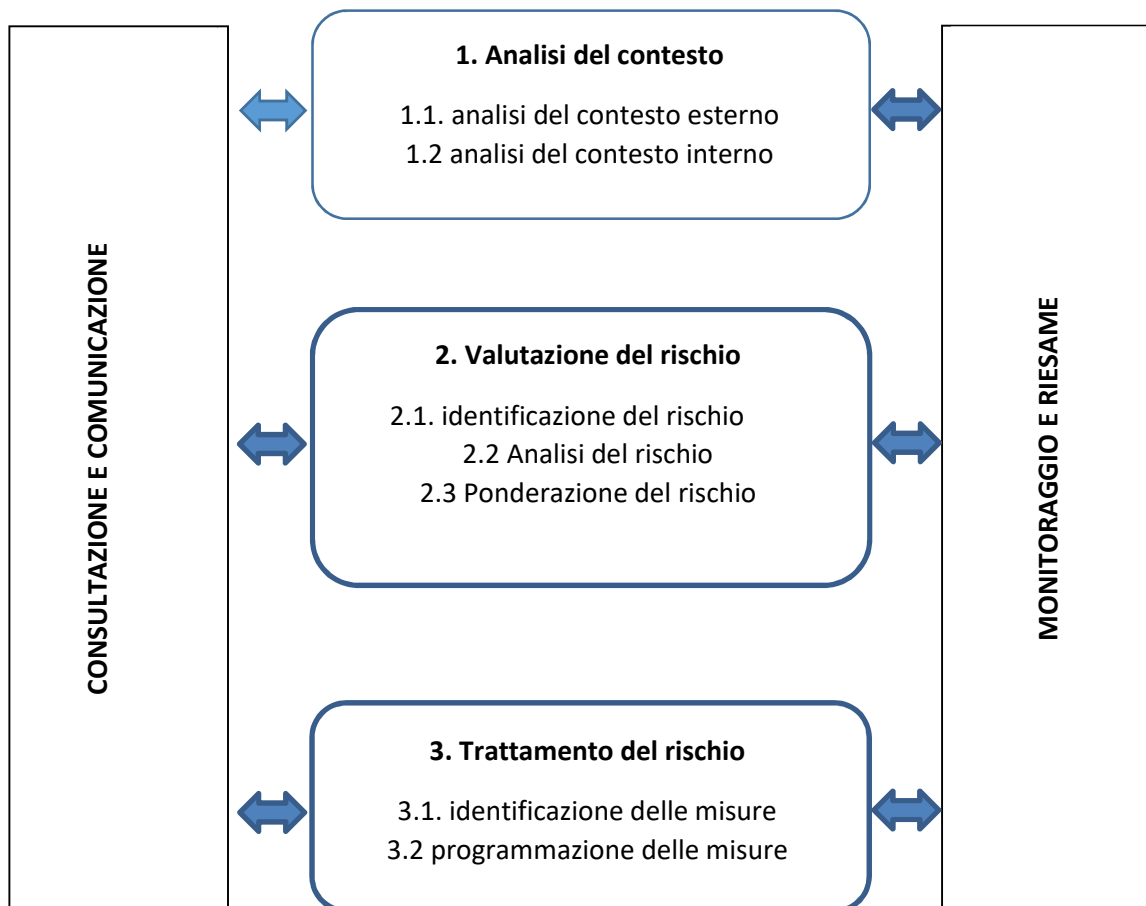 CONSULTAZIONE E COMUNICAZIONE
1. Analisi del contesto
1.1. analisi del contesto esterno
1.2 analisi del contesto interno
2. Valutazione del rischio
2.1. identificazione del rischio
2.2 Analisi del rischio
2.3 Ponderazione del rischio
3. Trattamento del rischio
3.1. identificazione delle misure
3.2 programmazione delle misure
MONITORAGGIO E RIESAME